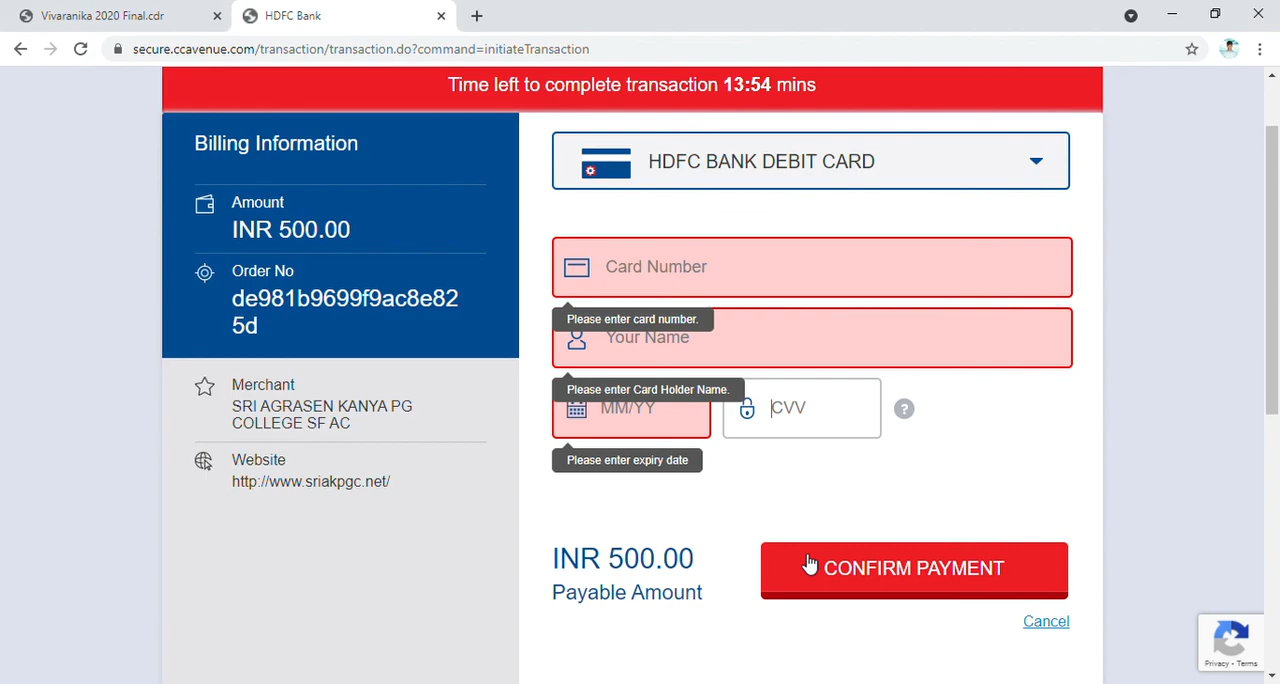 Vivaranika 2020 Final.cdr
HDFC Bank
secure.ccavenue.com/transaction/transaction.do?command=initiateTransaction
Time left to complete transaction 13:54 mins
Billing Information
Amount
INR 500.00
Order No
de981b9699f9ac8e82
5d
Merchant
SRI AGRASEN KANYA PG
COLLEGE SF AC
Website
http://www.sriakpgc.net/
HDFC BANK DEBIT CARD
Card Number
Please enter card number.
Your Name
Please enter Card Holder Name.
MM/YY
CVV
?
Please enter expiry date
INR 500.00
Payable Amount
CONFIRM PAYMENT
Cancel
Privacy - Terms